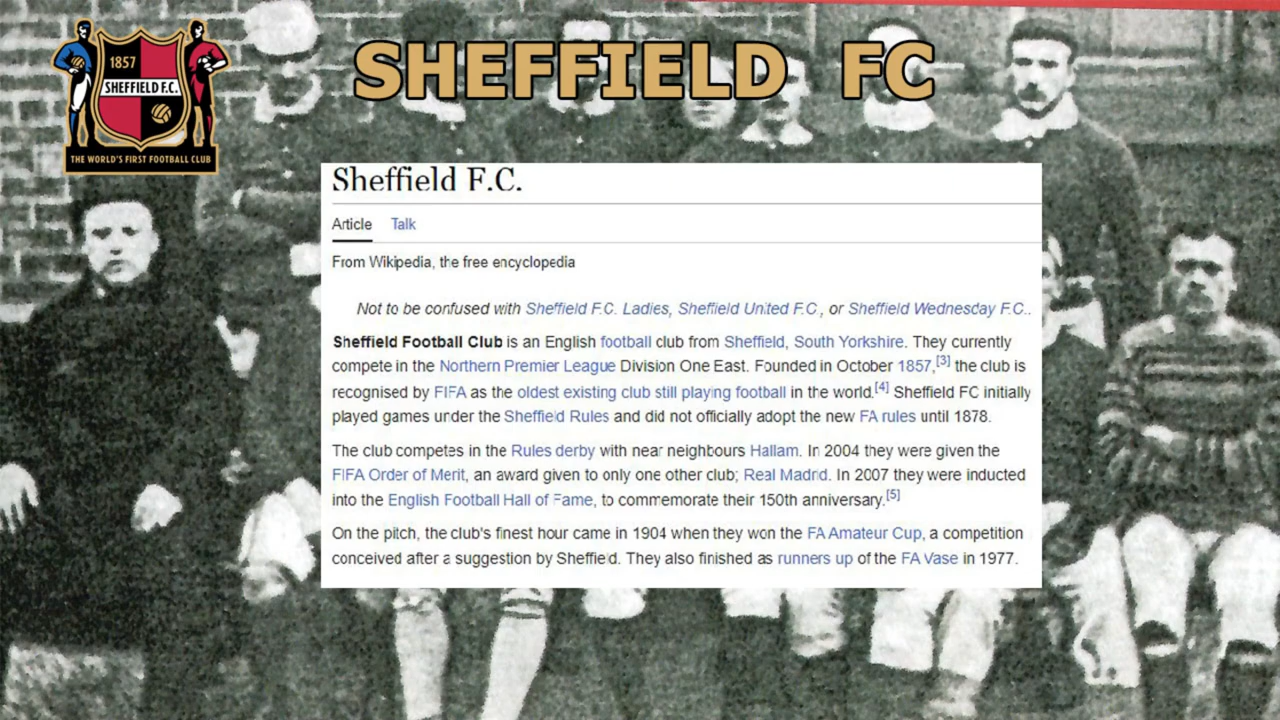 1857
SHEFFIELD F.C.
THE WORLD'S FIRST FOOTBALL CLUB
SHEFFIELD FC
Sheffield F.C.
Article Talk
From Wikipedia, the free encyclopedia
Not to be confused with Sheffield F.C. Ladies, Sheffield United F.C., or Sheffield Wednesday F.C..
Sheffield Football Club is an English football club from Sheffield, South Yorkshire. They currently
compete in the Northern Premier League Division One East. Founded in October 1857,[3] the club is
recognised by FIFA as the oldest existing club still playing football in the world.[4] Sheffield FC initially
played games under the Sheffield Rules and did not officially adopt the new FA rules until 1878.
The club competes in the Rules derby with near neighbours Hallam. In 2004 they were given the
FIFA Order of Merit, an award given to only one other club; Real Madrid. In 2007 they were inducted
into the English Football Hall of Fame, to commemorate their 150th anniversary.[5]
On the pitch, the club's finest hour came in 1904 when they won the FA Amateur Cup, a competition
conceived after a suggestion by Sheffield. They also finished as runners up of the FA Vase in 1977.